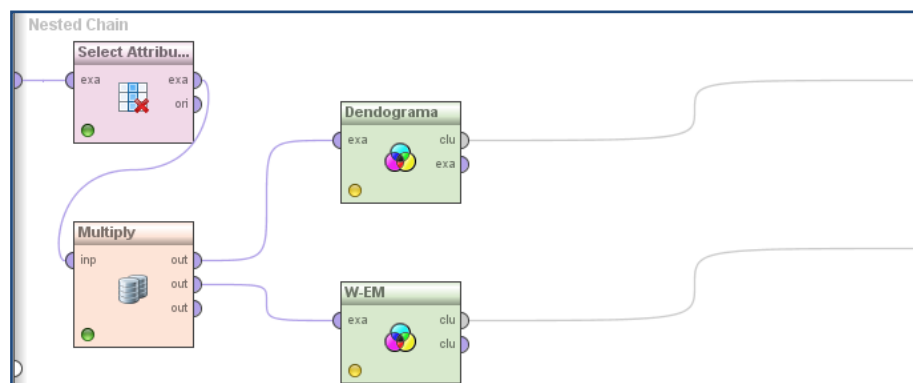 Nested Chain
Select Attribu...
exa exa
ori
Dendograma
exa clu
exa
Multiply
inp out
out
out
W-EM
exa clu
clu